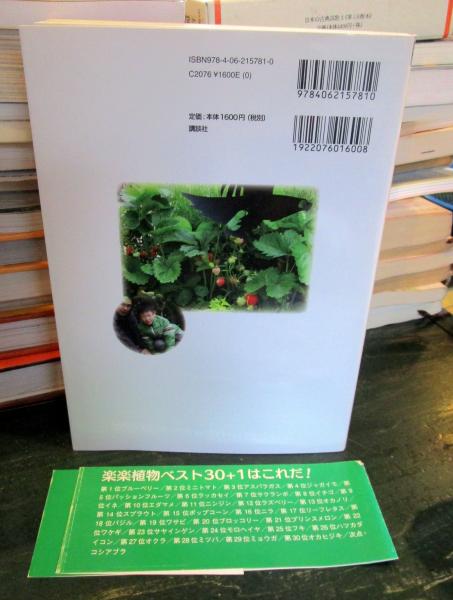 日本の古典芸能
ISBN978-4-06-215781-0
C2076 ¥1600E (0)
定価:本体1600円(税別)
講談社
9784062157810
1922076016008
楽楽植物ベスト30+1はこれだ!
第1位ブルーベリー/第2位ミニトマト/第3位アスパラガス/第4位ジャガイモ/第
5位パッションフルーツ/第6位ラッカセイ/第7位サクランボ/第8位イチゴ/第9
位イネ/第10位エダマメ/第11位ニンジン/第12位ラズベリー/第13位オカノリ/
第14位スプラウト/第15位ポップコーン/第16位ニラ/第17位リーフレタス/第
18位バジル/第19位ワサビ/第20位ブロッコリー/第21位プリンスメロン/第22
位ワケギ/第23位ササインゲン/第24位モロヘイヤ/第25位フキ/第26位ハツカダ
イコン/第27位オクラ/第28位ミツバ/第29位ミョウガ/第30位オカヒジキ/次点:
コシアブラ